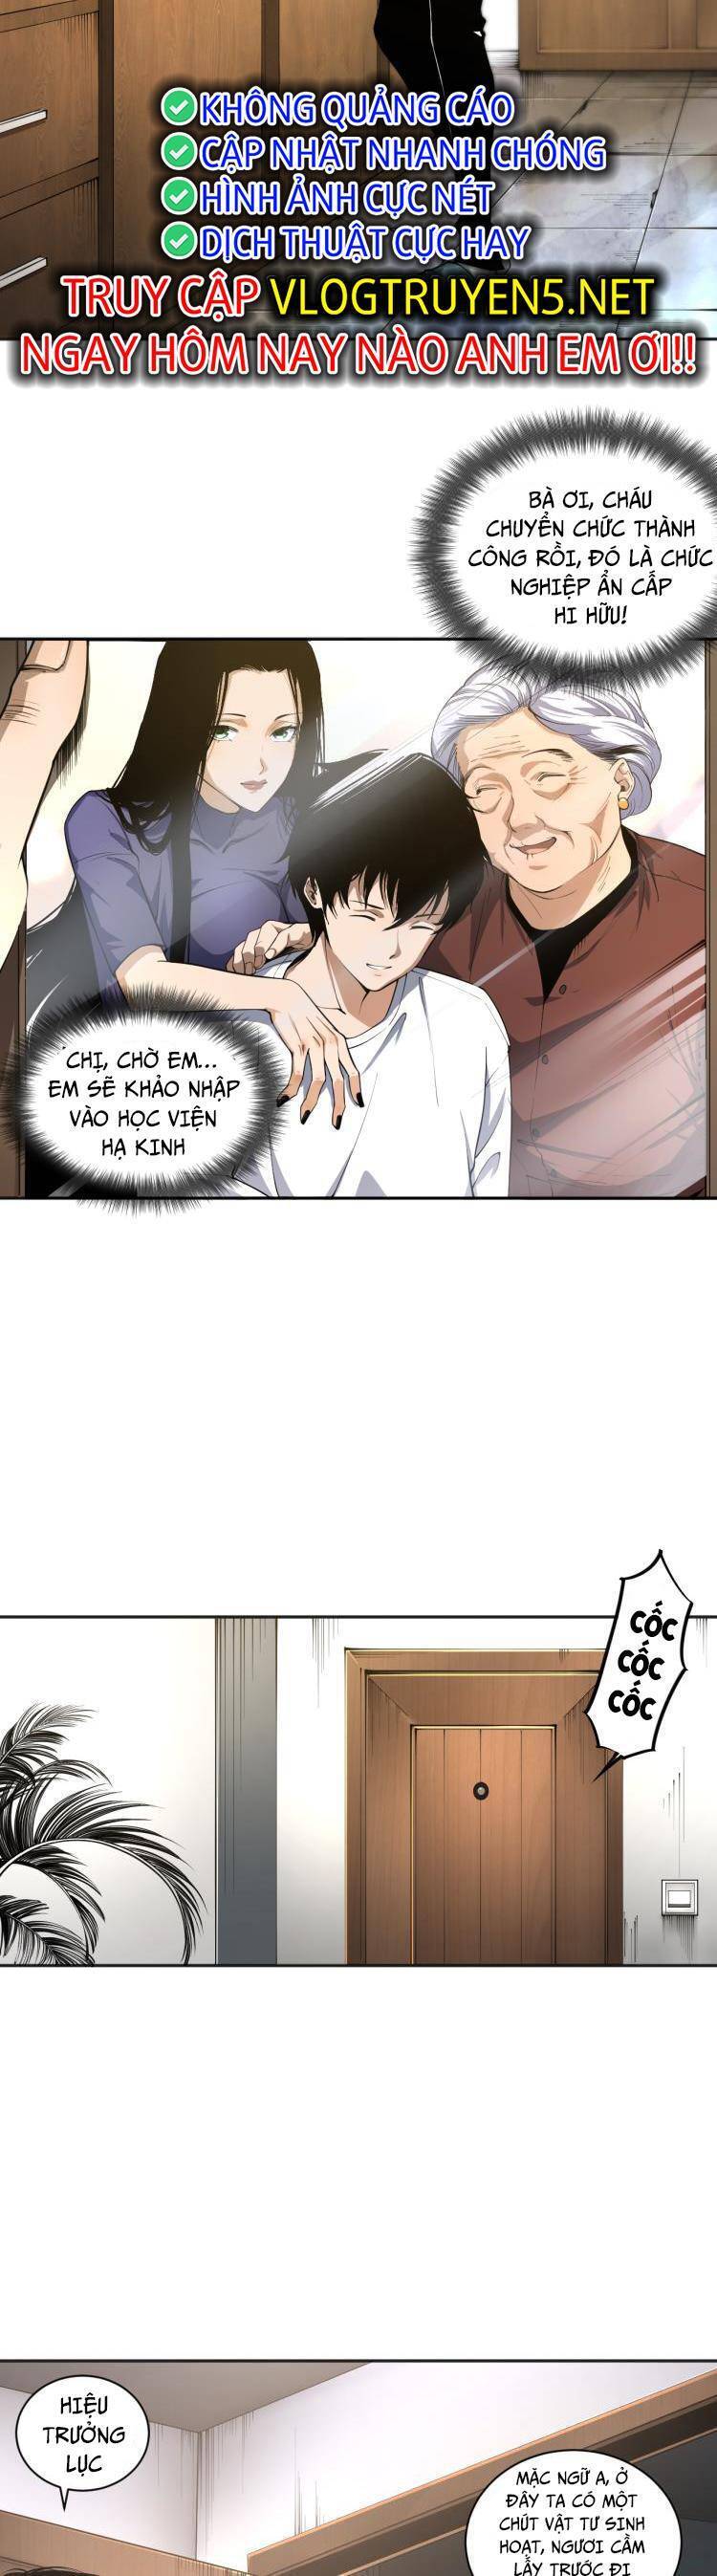 KHÔNG QUẢNG CÁO
CẬP NHẬT NHANH CHÓNG
HÌNH ẢNH CỰC NÉT
DỊCH THUẬT CỰC HAY
TRUY CẬP VLOGTRUYEN5.NET
NGAY HÔM NAY NÀO ANH EM ƠI!!
BÀ ƠI, CHÁU
CHUYỂN CHỨC THÀNH
CÔNG RỒI, ĐÓ LÀ CHỨC
NGHIỆP ẨN CẤP
HI HỮU!
CHỊ, CHỜ EM...
EM SẼ KHẢO NHẬP
VÀO HỌC VIỆN
HẠ KINH
CỐC
CỐC
CỐC
HIỆU
TRƯỞNG
LỤC
MẶC NGỮ A, Ở
ĐÂY TA CÓ MỘT
CHÚT VẬT TƯ SINH
HOẠT, NGƯƠI CẦM
LẤY TRƯỚC ĐI